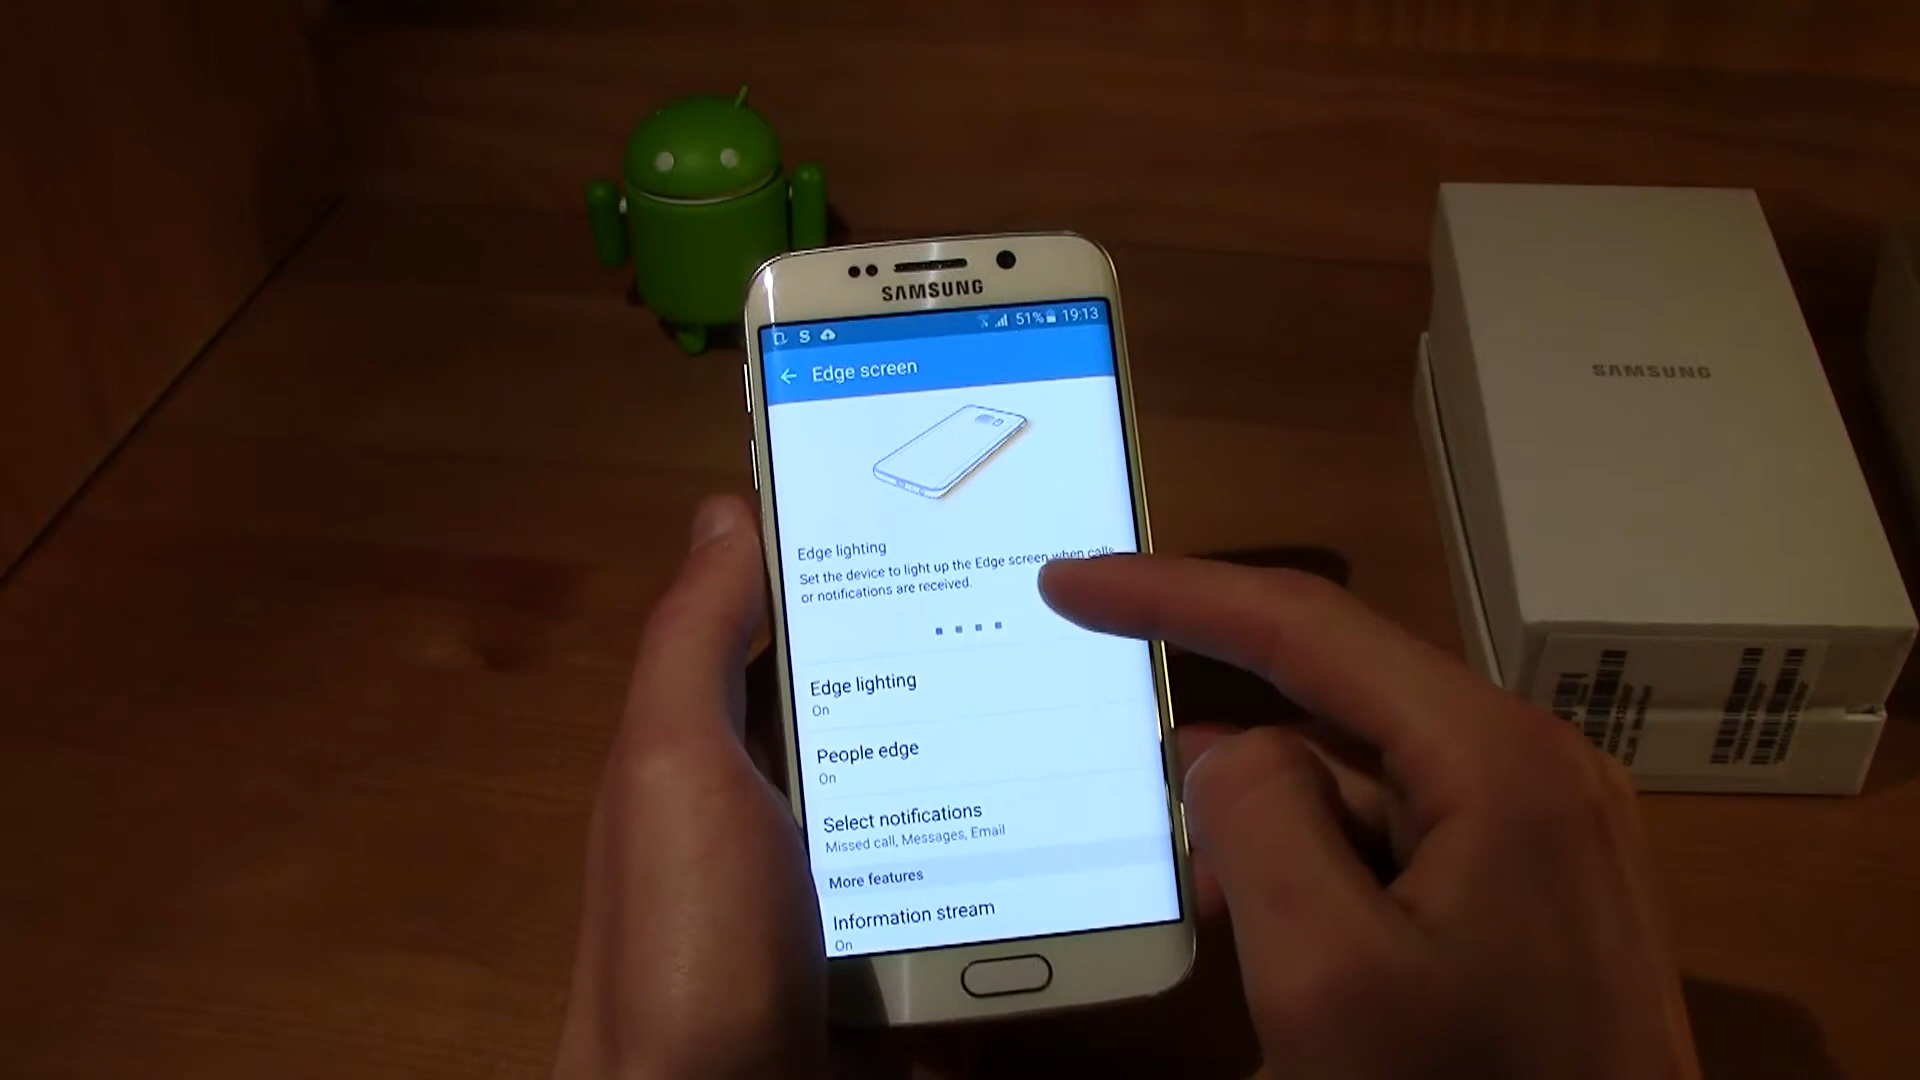 SAMSUNG
51% 19:13
Edge screen
Edge lighting
Set the device to light up the Edge screen when calls
or notifications are received.
Edge lighting
On
People edge
On
Select notifications
Missed call, Messages, Email
More features
Information stream
On
SAMSUNG